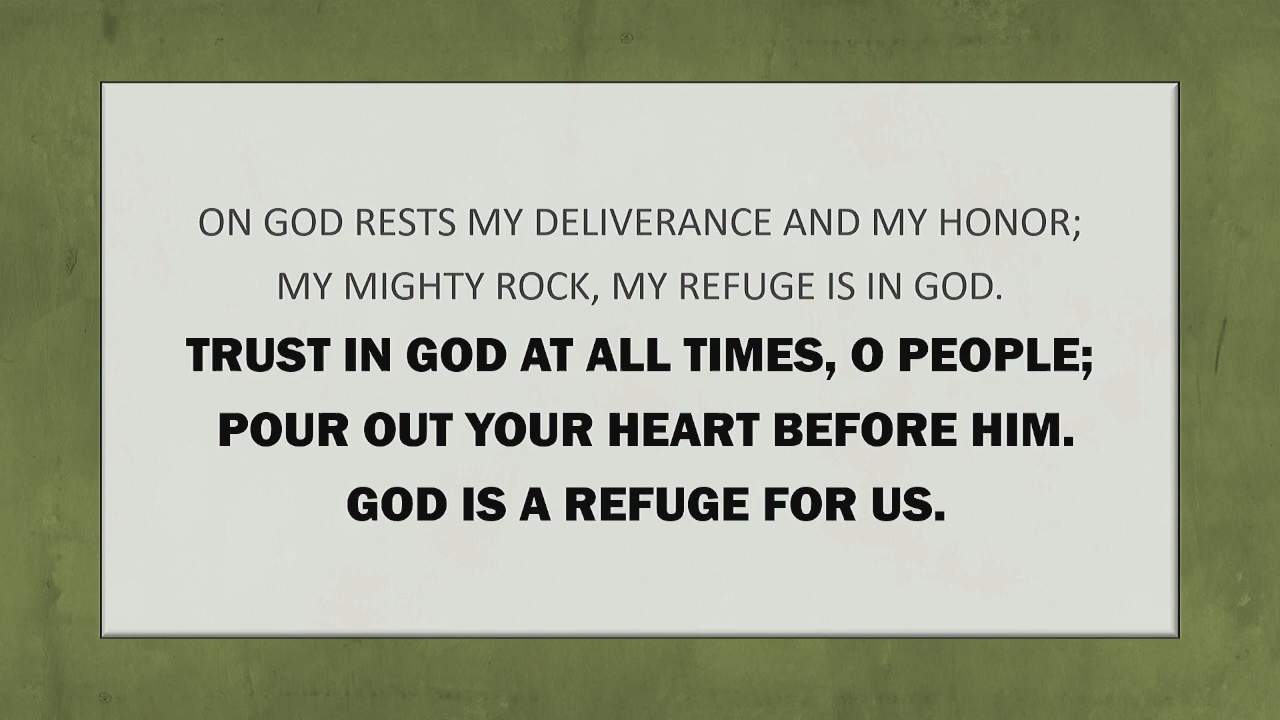 ON GOD RESTS MY DELIVERANCE AND MY HONOR;
MY MIGHTY ROCK, MY REFUGE IS IN GOD.
TRUST IN GOD AT ALL TIMES, O PEOPLE;
POUR OUT YOUR HEART BEFORE HIM.
GOD IS A REFUGE FOR US.